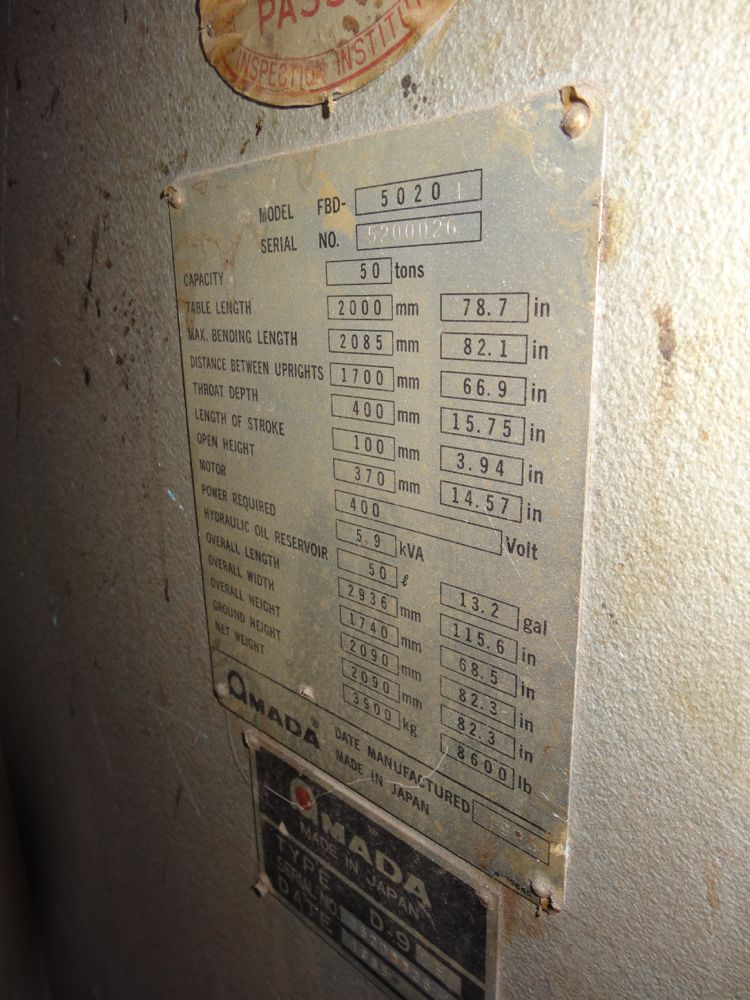 PASS
INSPECTION INSTITU
MODEL FBD- 5020
SERIAL NO. 5200026
CAPACITY 50 tons
TABLE LENGTH 2000 mm 78.7 in
MAX. BENDING LENGTH 2085 mm 82.1 in
DISTANCE BETWEEN UPRIGHTS 1700 mm 66.9 in
THROAT DEPTH 400 mm 15.75 in
LENGTH OF STROKE 100 mm 3.94 in
OPEN HEIGHT 370 mm 14.57 in
MOTOR 400 Volt
POWER REQUIRED 5.9 kVA
HYDRAULIC OIL RESERVOIR 50 ℓ 13.2 gal
OVERALL LENGTH 2936 mm 115.6 in
OVERALL WIDTH 1740 mm 68.5 in
OVERALL HEIGHT 2090 mm 82.3 in
GROUND HEIGHT 2090 mm 82.3 in
NET WEIGHT 3900 kg 8600 lb
AMADA® DATE MANUFACTURED
MADE IN JAPAN
AMADA
MADE IN JAPAN
TYPE D-9
SERIAL NO.
DATE